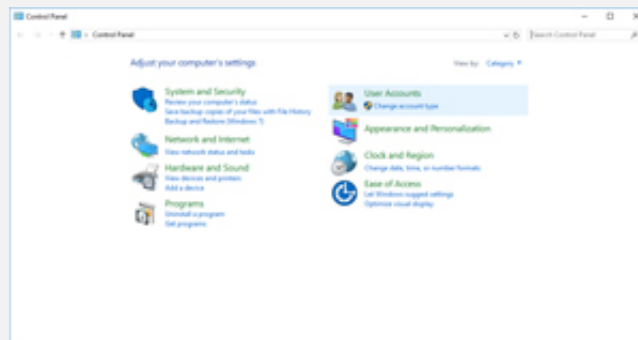 Control Panel
Control Panel
Search Control Panel
Adjust your computer's settings
View by: Category
System and Security
Review your computer's status
Save backup copies of your files with File History
Backup and Restore (Windows 7)
Network and Internet
View network status and tasks
Hardware and Sound
View devices and printers
Add a device
Programs
Uninstall a program
Get programs
User Accounts
Change account type
Appearance and Personalization
Clock and Region
Change date, time, or number formats
Ease of Access
Let Windows suggest settings
Optimize visual display